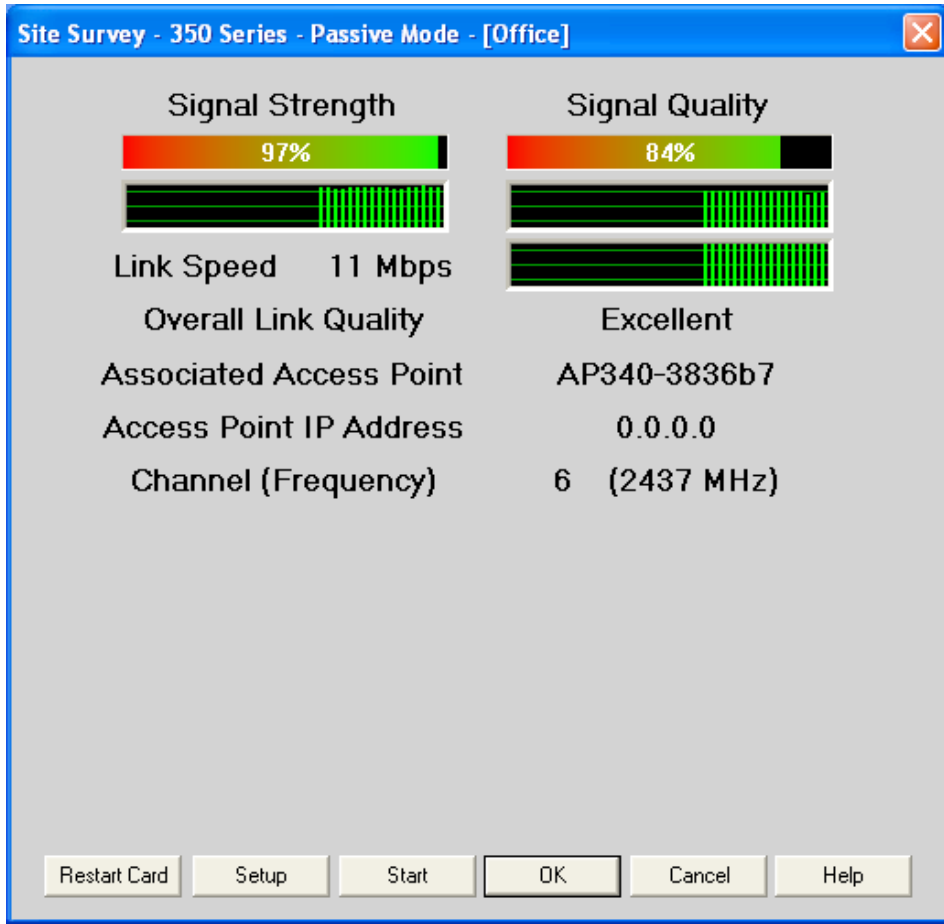 Site Survey - 350 Series - Passive Mode - [Office]
Signal Strength Signal Quality
97% 84%
Link Speed 11 Mbps
Overall Link Quality Excellent
Associated Access Point AP340-3836b7
Access Point IP Address 0.0.0.0
Channel (Frequency) 6 (2437 MHz)
Restart Card Setup Start OK Cancel Help